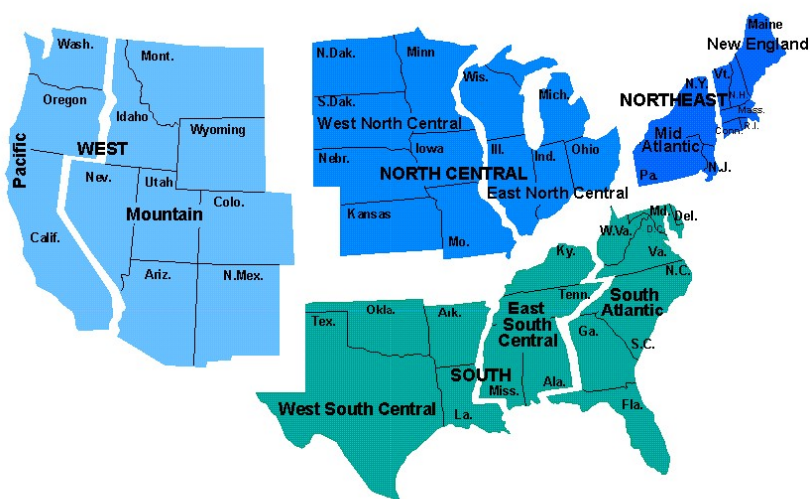 Wash.
Mont.
Oregon
Idaho
Wyoming
Pacific
WEST
Nev.
Utah
Colo.
Mountain
Calif.
Ariz.
N.Mex.
N.Dak.
Minn
Wis.
Mich.
S.Dak.
West North Central
Nebr.
Iowa
Ill.
Ind.
Ohio
NORTH CENTRAL
East North Central
Kansas
Mo.
Maine
New England
N.Y.
Vt.
N.H.
NORTHEAST
Mass.
Conn.
R.I.
Mid
Atlantic
Pa.
N.J.
Md.
Del.
W.Va.
D.C.
Va.
Ky.
N.C.
Tenn.
South
Atlantic
Okla.
Ark.
East
South
Central
Tex.
Ga.
S.C.
SOUTH
Miss.
Ala.
West South Central
La.
Fla.